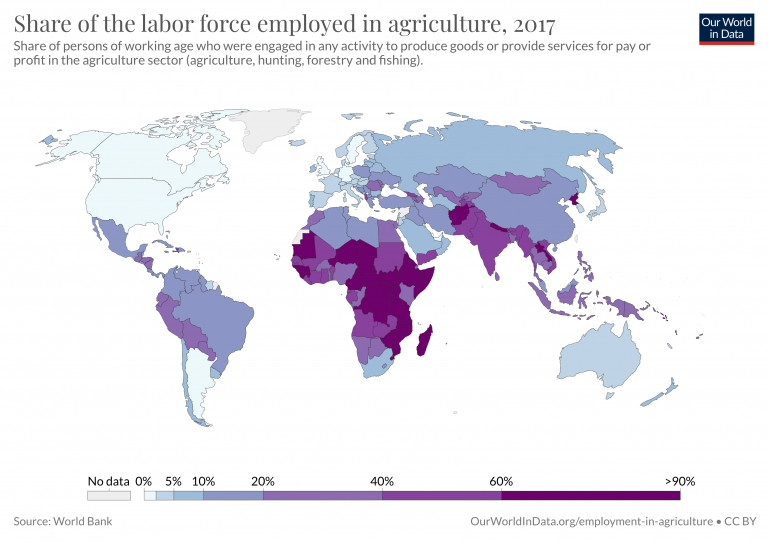 Share of the labor force employed in agriculture, 2017
Our World
in Data
Share of persons of working age who were engaged in any activity to produce goods or provide services for pay or
profit in the agriculture sector (agriculture, hunting, forestry and fishing).
No data 0% 5% 10% 20% 40% 60% >90%
Source: World Bank
OurWorldInData.org/employment-in-agriculture • CC BY